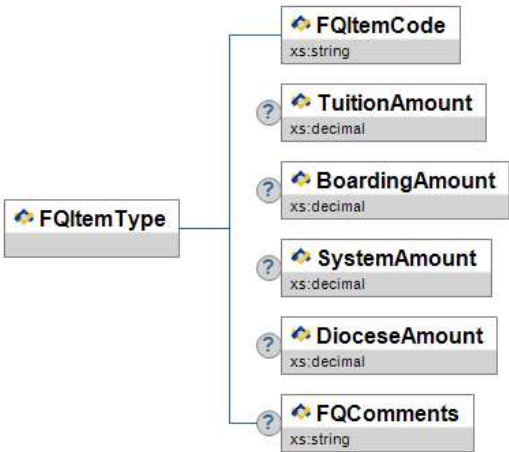 FQItemCode
xs:string
?
TuitionAmount
xs:decimal
?
BoardingAmount
xs:decimal
FQItemType
?
SystemAmount
xs:decimal
?
DioceseAmount
xs:decimal
?
FQComments
xs:string